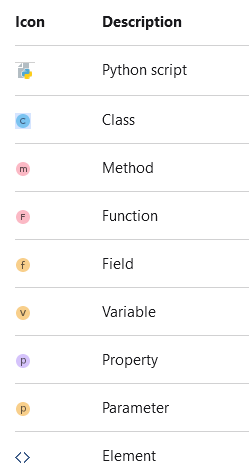 Icon Description
Python script
C Class
m Method
F Function
f Field
v Variable
p Property
p Parameter
<> Element